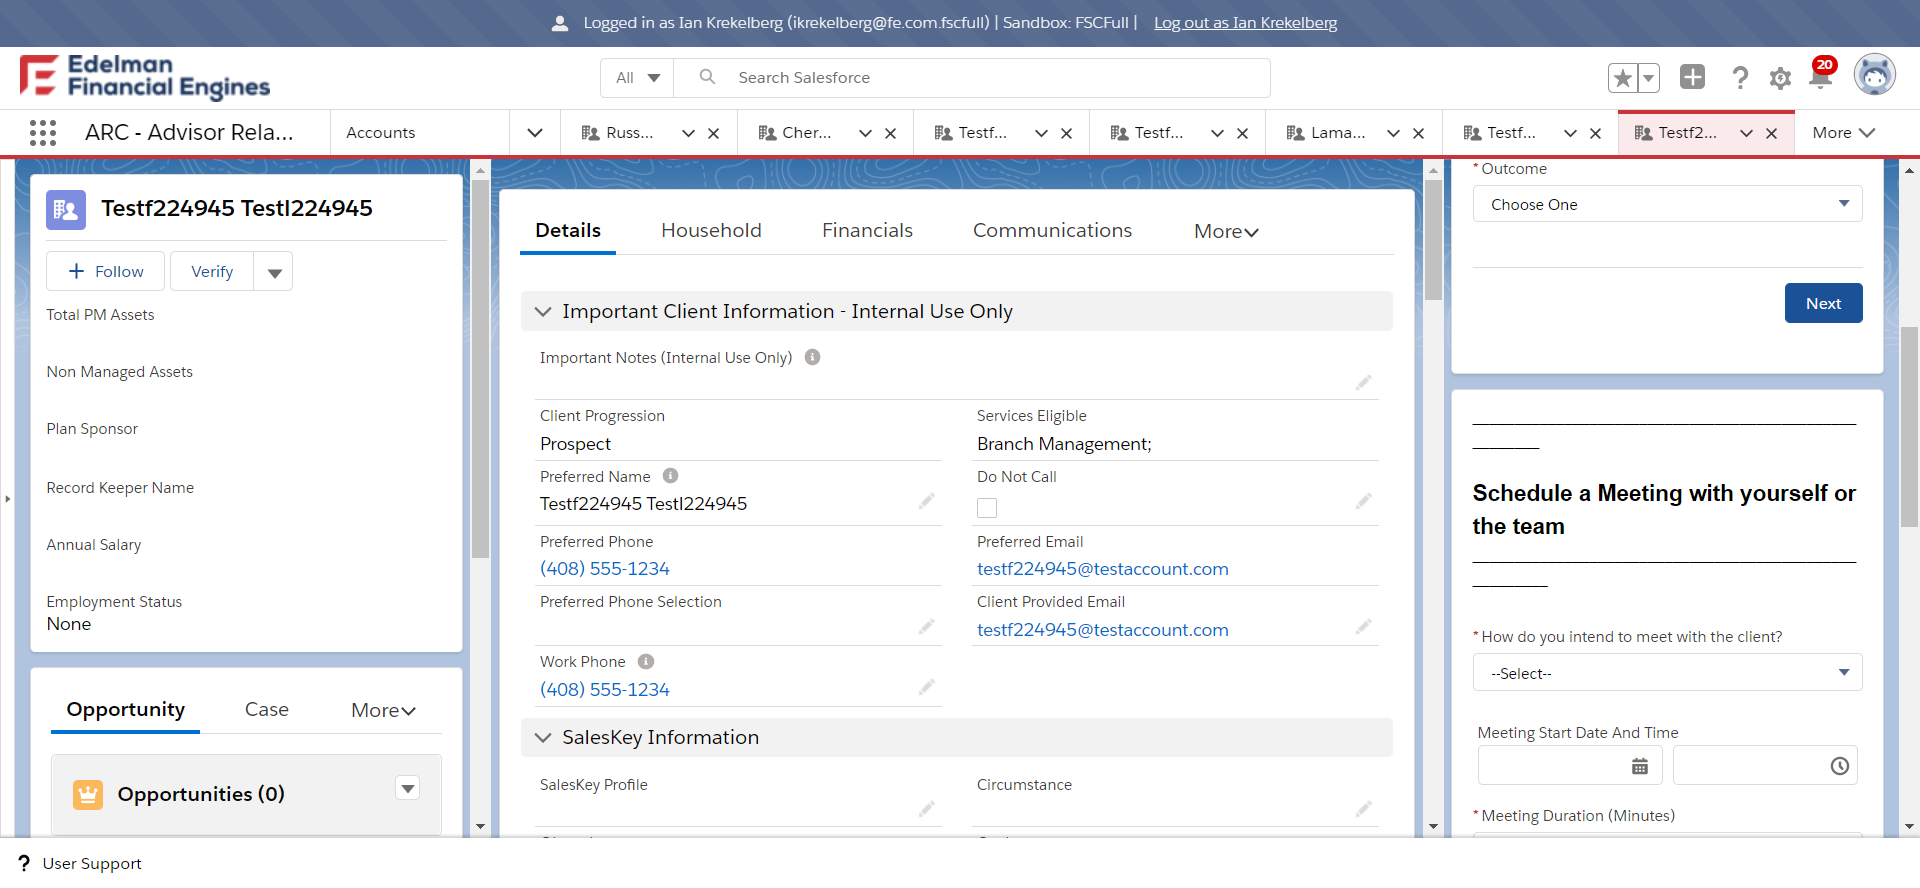 Logged in as Ian Krekelberg (ikrekelberg@fe.com.fscfull) | Sandbox: FSCFull | Log out as Ian Krekelberg
Edelman
Financial Engines
All
Search Salesforce
20
ARC - Advisor Rela...
Accounts
Russ...
Cher...
Testf...
Testf...
Lama...
Testf...
Testf2...
More
Testf224945 Testl224945
Follow
Verify
Total PM Assets
Non Managed Assets
Plan Sponsor
Record Keeper Name
Annual Salary
Employment Status
None
Opportunity
Case
More
Opportunities (0)
Details
Household
Financials
Communications
More
Important Client Information - Internal Use Only
Important Notes (Internal Use Only)
Client Progression
Prospect
Services Eligible
Branch Management;
Preferred Name
Testf224945 Testl224945
Do Not Call
Preferred Phone
(408) 555-1234
Preferred Email
testf224945@testaccount.com
Preferred Phone Selection
Client Provided Email
testf224945@testaccount.com
Work Phone
(408) 555-1234
SalesKey Information
SalesKey Profile
Circumstance
* Outcome
Choose One
Next
Schedule a Meeting with yourself or
the team
* How do you intend to meet with the client?
--Select--
Meeting Start Date And Time
* Meeting Duration (Minutes)
? User Support